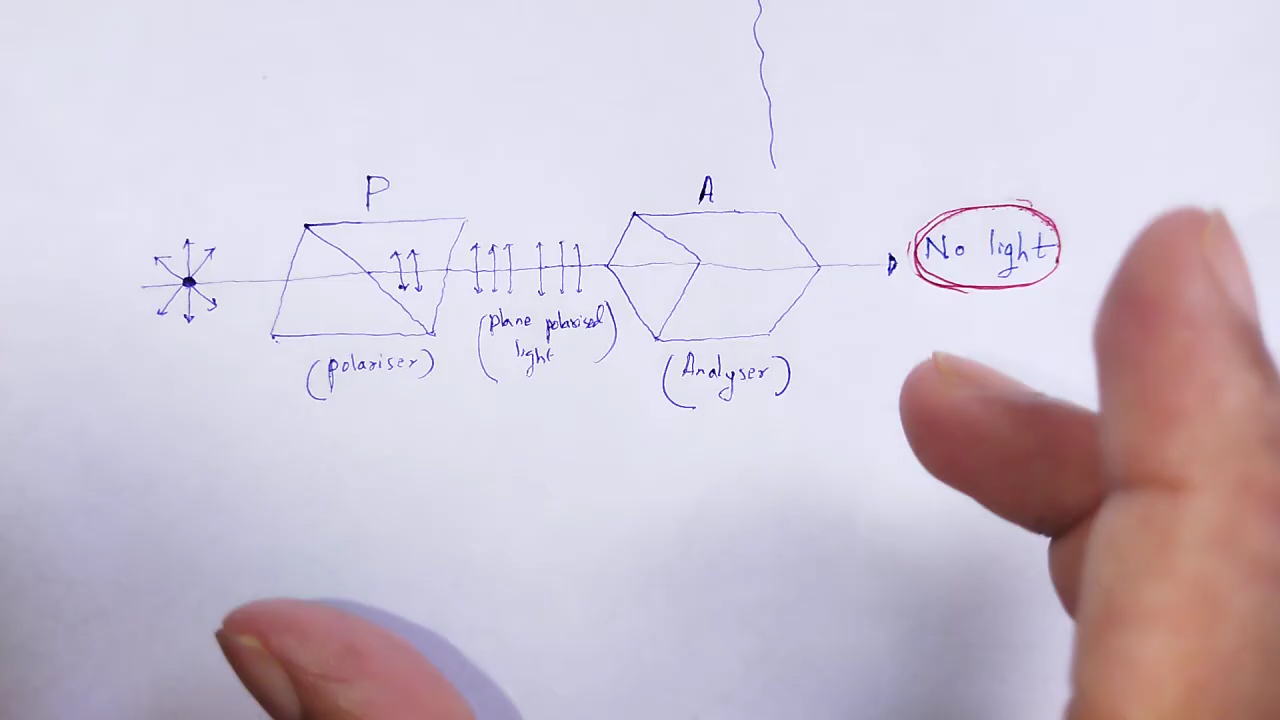 P
A
No light
(polariser)
(plane polarised
light)
(Analyser)